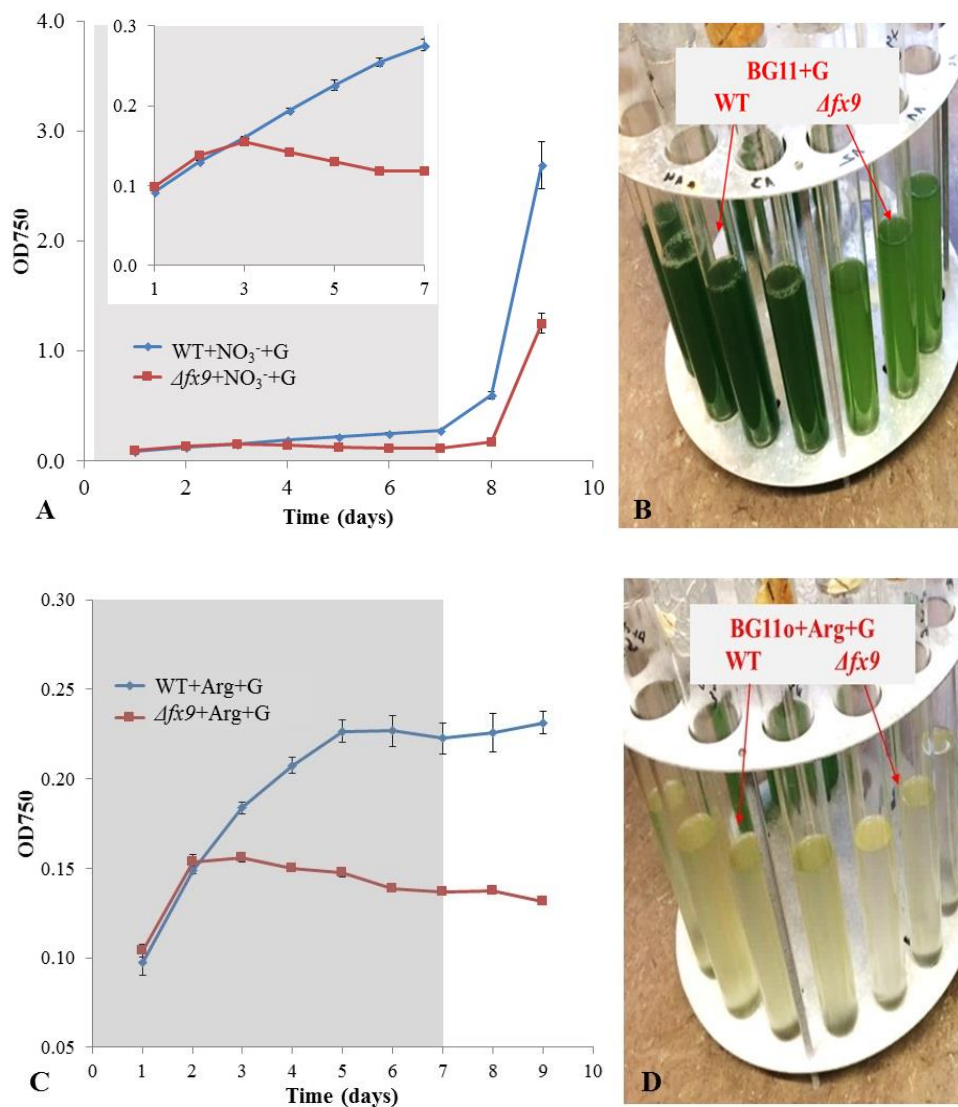 4.0
3.0
2.0
1.0
0.0
OD750
0.3
0.2
0.1
0.0
1 3 5 7
WT+NO₃⁻+G
Δfx9+NO₃⁻+G
0 2 4 6 8 10
Time (days)
A
BG11+G
WT Δfx9
B
0.30
0.25
0.20
0.15
0.10
0.05
OD750
WT+Arg+G
Δfx9+Arg+G
0 1 2 3 4 5 6 7 8 9 10
Time (days)
C
BG11o+Arg+G
WT Δfx9
D